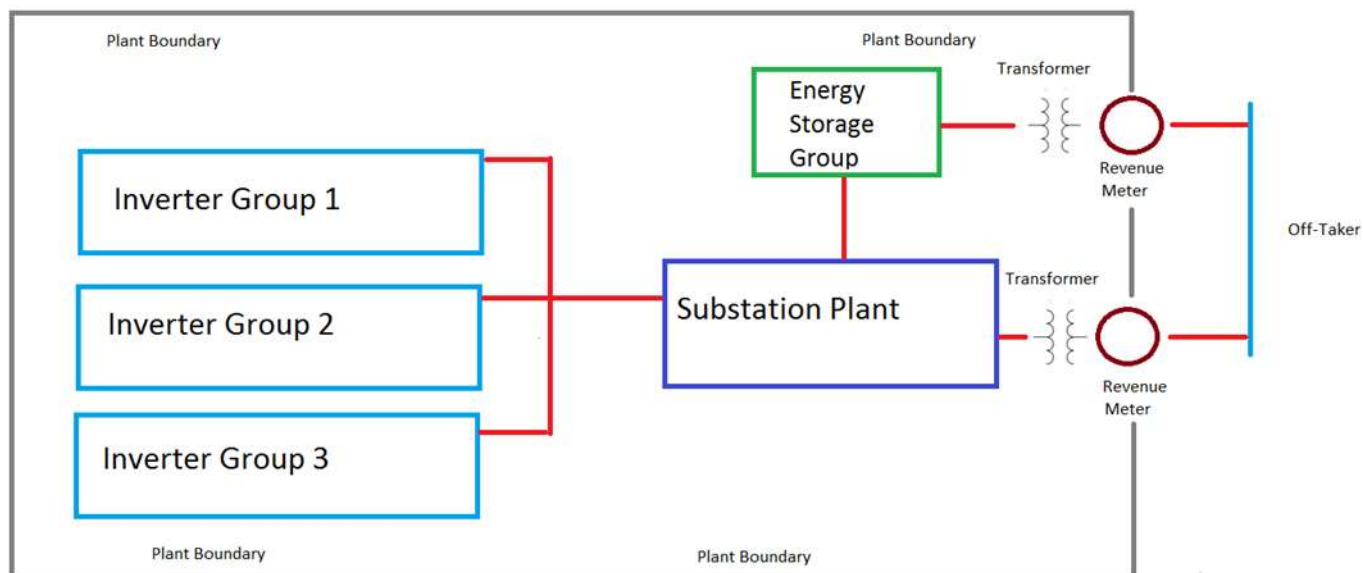 Plant Boundary
Plant Boundary
Transformer
Energy
Storage
Group
Revenue
Meter
Inverter Group 1
Off-Taker
Transformer
Inverter Group 2
Substation Plant
Revenue
Meter
Inverter Group 3
Plant Boundary
Plant Boundary